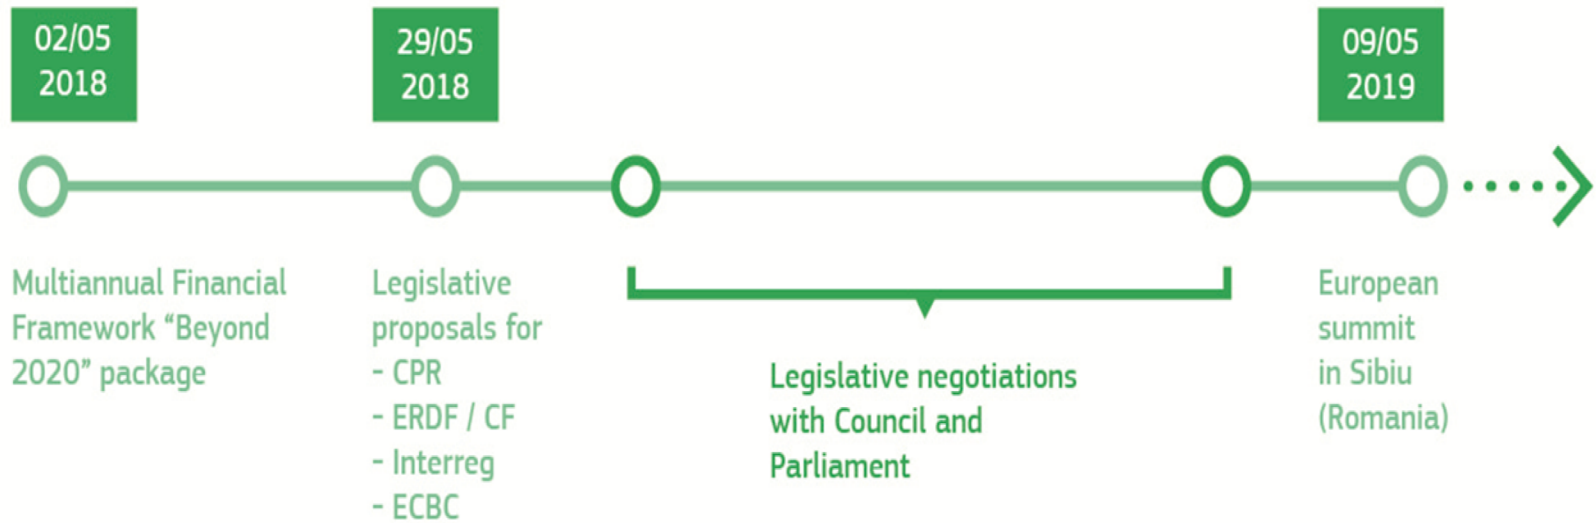 02/05
2018
29/05
2018
09/05
2019
Multiannual Financial
Framework “Beyond
2020” package
Legislative
proposals for
- CPR
- ERDF / CF
- Interreg
- ECBC
Legislative negotiations
with Council and
Parliament
European
summit
in Sibiu
(Romania)